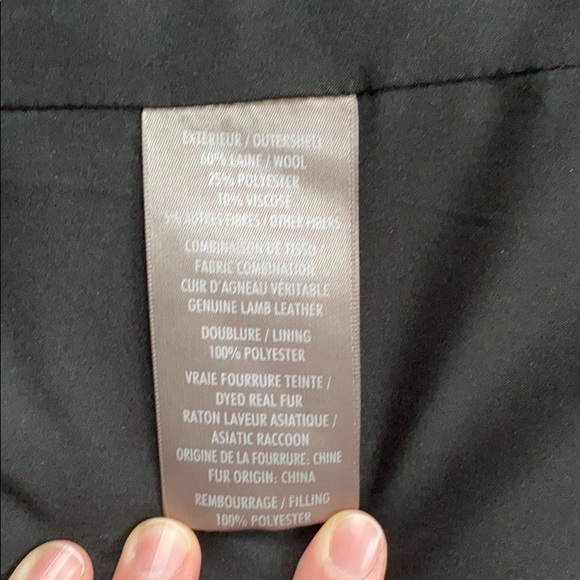 EXTÉRIEUR / OUTERSHELL
60% LAINE / WOOL
25% POLYESTER
10% VISCOSE
5% AUTRES FIBRES / OTHER FIBERS
COMBINAISON DE TISSU /
FABRIC COMBINATION
CUIR D'AGNEAU VÉRITABLE
GENUINE LAMB LEATHER
DOUBLURE / LINING
100% POLYESTER
VRAIE FOURRURE TEINTE /
DYED REAL FUR
RATON LAVEUR ASIATIQUE /
ASIATIC RACCOON
ORIGINE DE LA FOURRURE: CHINE
FUR ORIGIN: CHINA
REMBOURRAGE / FILLING
100% POLYESTER